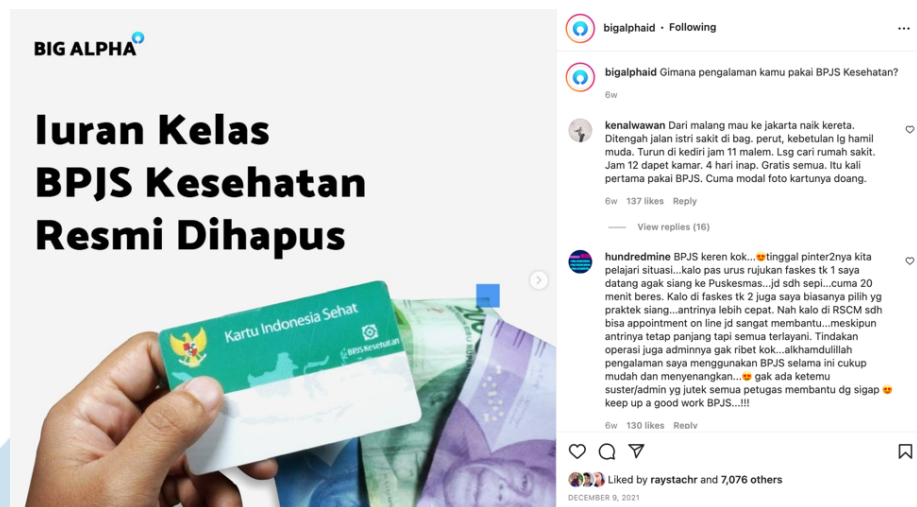 BIG ALPHA
Iuran Kelas
BPJS Kesehatan
Resmi Dihapus
Kartu Indonesia Sehat
BPJS Kesehatan
bigalphaid · Following
bigalphaid Gimana pengalaman kamu pakai BPJS Kesehatan?
6w
kenalwawan Dari malang mau ke jakarta naik kereta.
Ditengah jalan istri sakit di bag. perut, kebetulan lg hamil
muda. Turun di kediri jam 11 malem. Lsg cari rumah sakit.
Jam 12 dapet kamar. 4 hari inap. Gratis semua. Itu kali
pertama pakai BPJS. Cuma modal foto kartunya doang.
6w 137 likes Reply
View replies (16)
hundredmine BPJS keren kok...😍tinggal pinter2nya kita
pelajari situasi...kalo pas urus rujukan faskes tk 1 saya
datang agak siang ke Puskesmas...jd sdh sepi...cuma 20
menit beres. Kalo di faskes tk 2 juga saya biasanya pilih yg
praktek siang...antrinya lebih cepat. Nah kalo di RSCM sdh
bisa appointment on line jd sangat membantu...meskipun
antrinya tetap panjang tapi semua terlayani. Tindakan
operasi juga adminnya gak ribet kok...alkhamdulillah
pengalaman saya menggunakan BPJS selama ini cukup
mudah dan menyenangkan...😍 gak ada ketemu
suster/admin yg jutek semua petugas membantu dg sigap 😍
keep up a good work BPJS...!!!
6w 130 likes Reply
Liked by raystachr and 7,076 others
DECEMBER 9, 2021